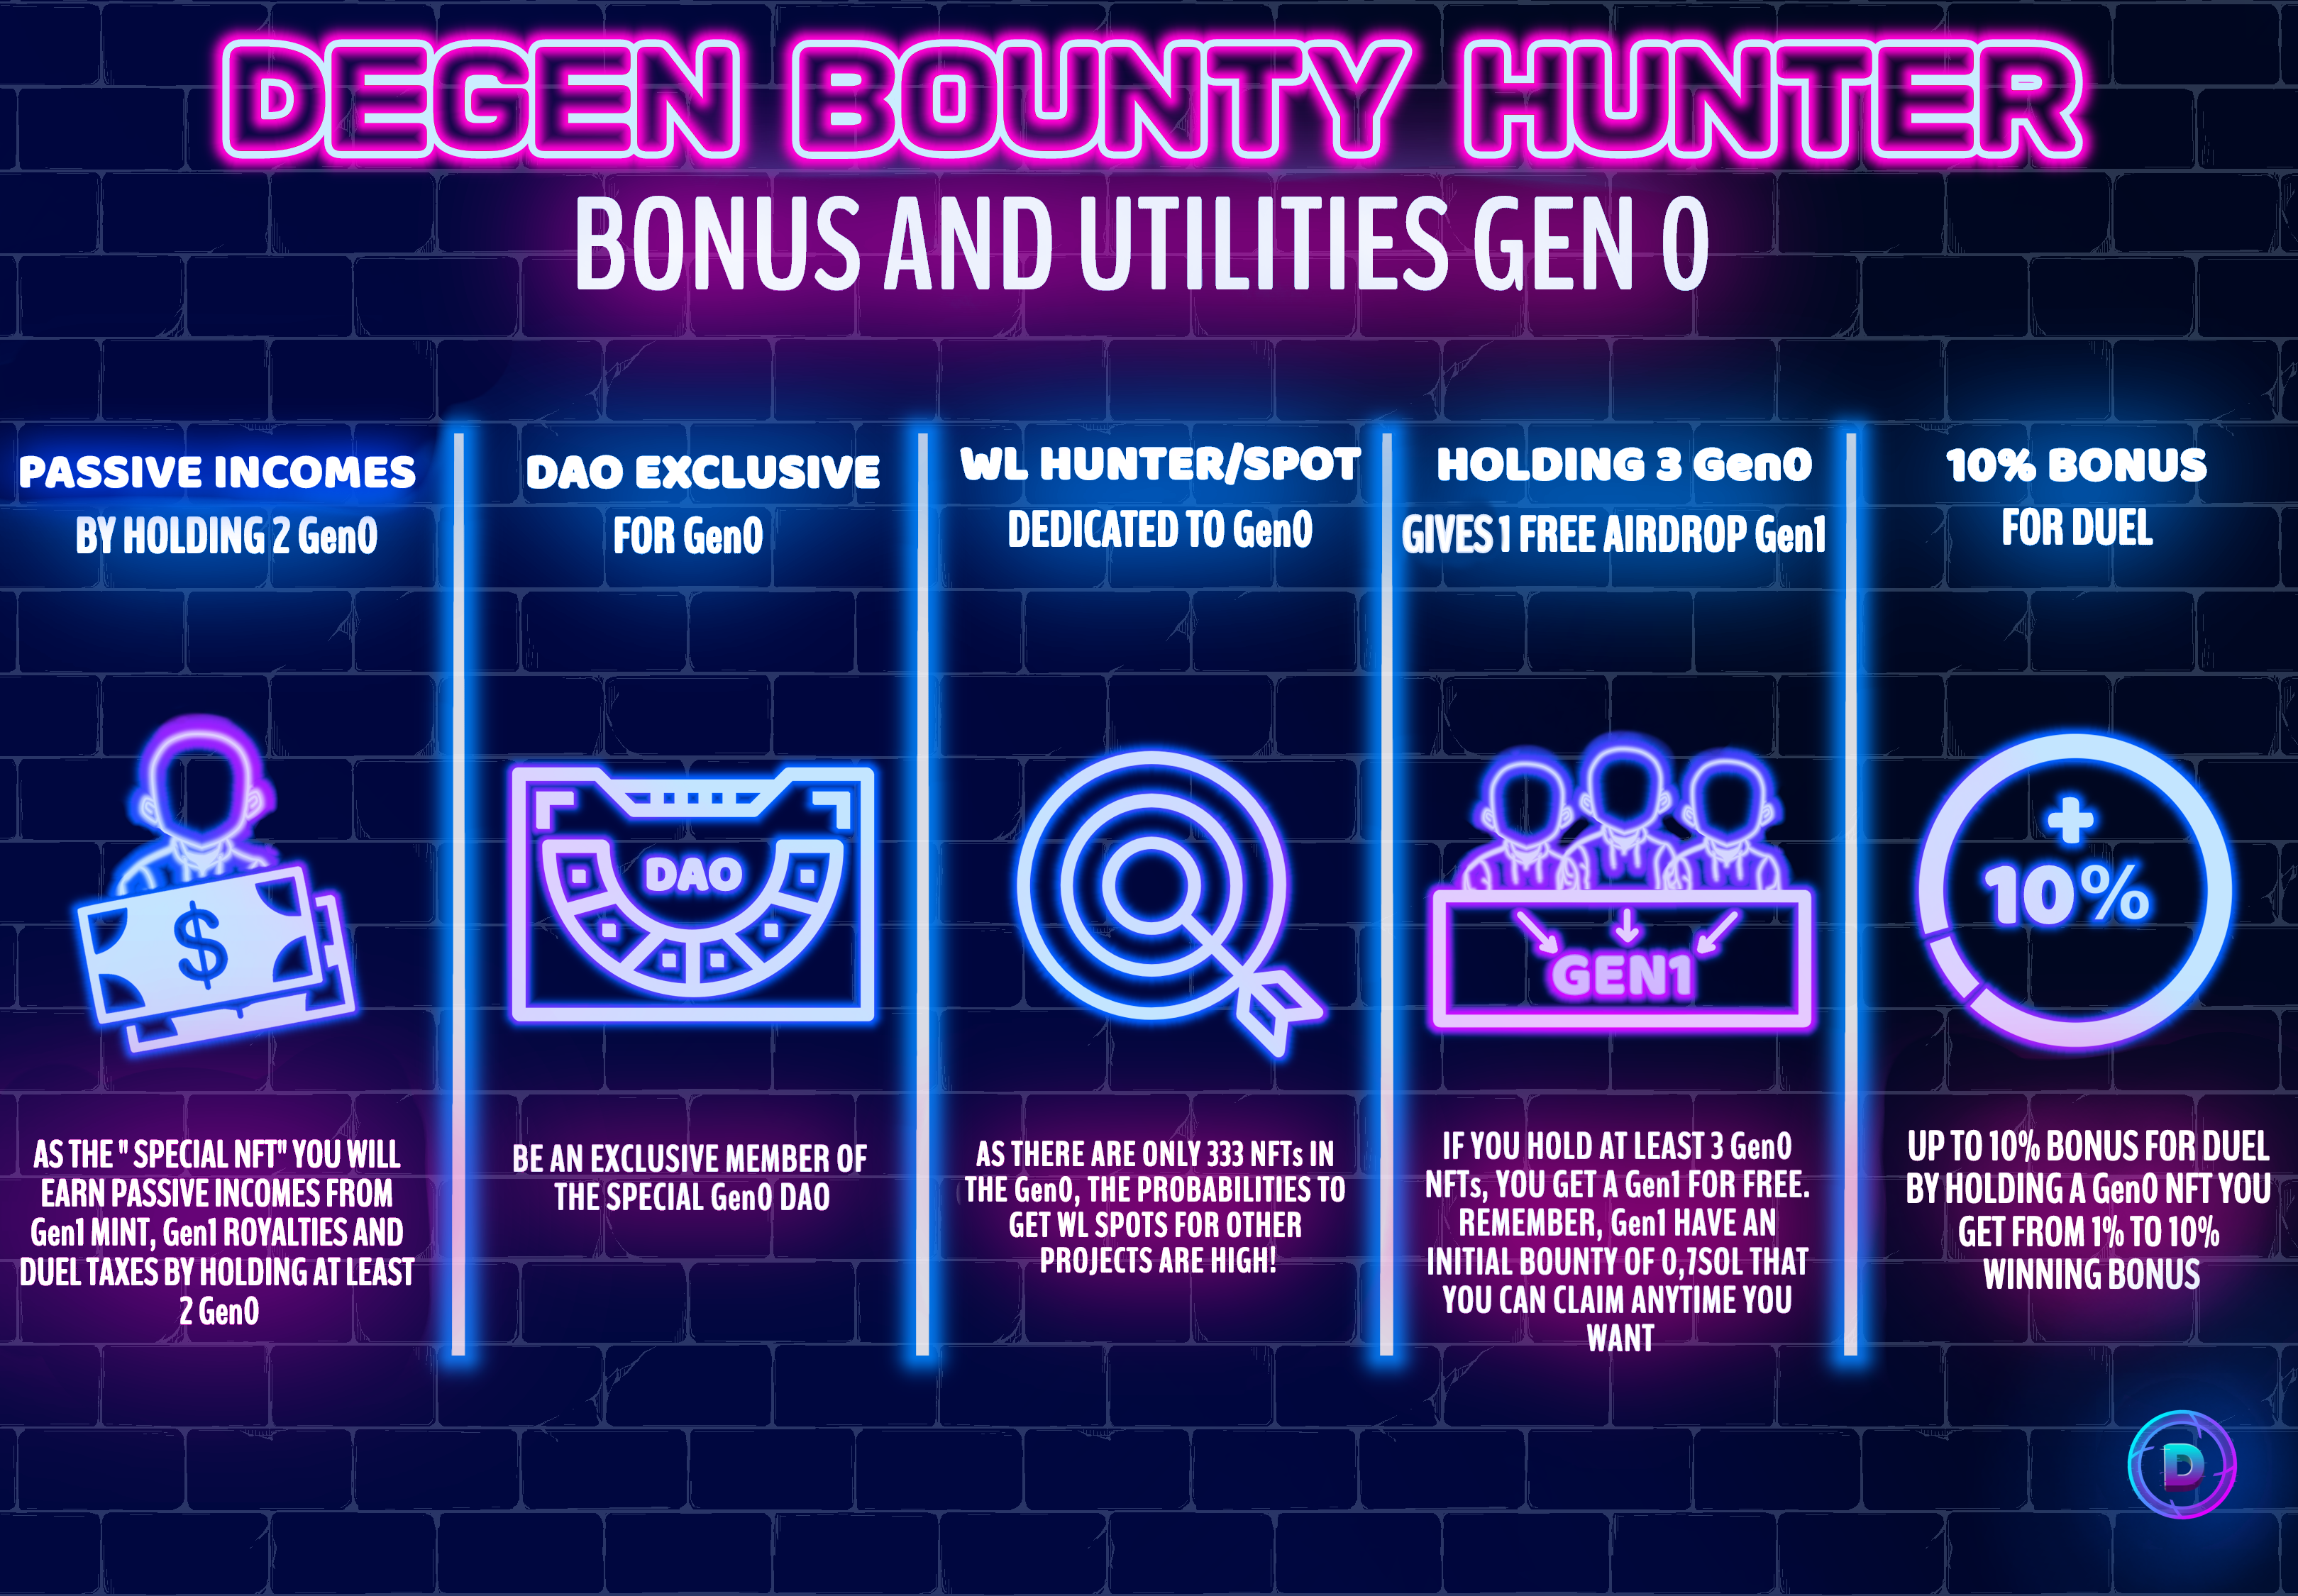 DEGEN BOUNTY HUNTER
BONUS AND UTILITIES GEN 0
PASSIVE INCOMES
BY HOLDING 2 Gen0
$
AS THE " SPECIAL NFT" YOU WILL
EARN PASSIVE INCOMES FROM
Gen1 MINT, Gen1 ROYALTIES AND
DUEL TAXES BY HOLDING AT LEAST
2 Gen0
DAO EXCLUSIVE
FOR Gen0
DAO
BE AN EXCLUSIVE MEMBER OF
THE SPECIAL Gen0 DAO
WL HUNTER/SPOT
DEDICATED TO Gen0
AS THERE ARE ONLY 333 NFTs IN
THE Gen0, THE PROBABILITIES TO
GET WL SPOTS FOR OTHER
PROJECTS ARE HIGH!
HOLDING 3 Gen0
GIVES 1 FREE AIRDROP Gen1
GEN1
IF YOU HOLD AT LEAST 3 Gen0
NFTs, YOU GET A Gen1 FOR FREE.
REMEMBER, Gen1 HAVE AN
INITIAL BOUNTY OF 0,7SOL THAT
YOU CAN CLAIM ANYTIME YOU
WANT
10% BONUS
FOR DUEL
+
10%
UP TO 10% BONUS FOR DUEL
BY HOLDING A Gen0 NFT YOU
GET FROM 1% TO 10%
WINNING BONUS
D